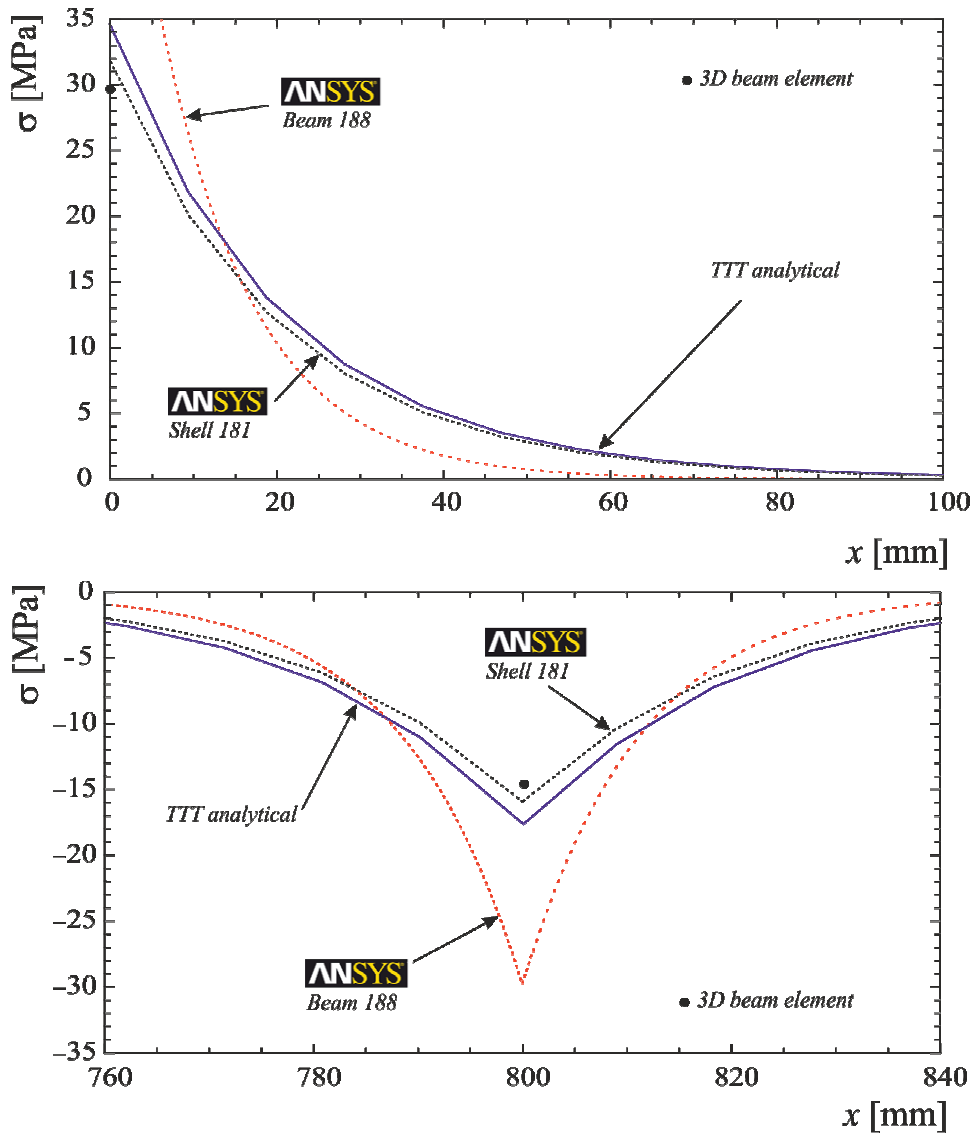 σ [MPa]
35
30
25
20
15
10
5
0
ANSYS
Beam 188
3D beam element
TTT analytical
ANSYS
Shell 181
0 20 40 60 80 100
x [mm]
σ [MPa]
0
−5
−10
−15
−20
−25
−30
−35
ANSYS
Shell 181
TTT analytical
ANSYS
Beam 188
3D beam element
760 780 800 820 840
x [mm]